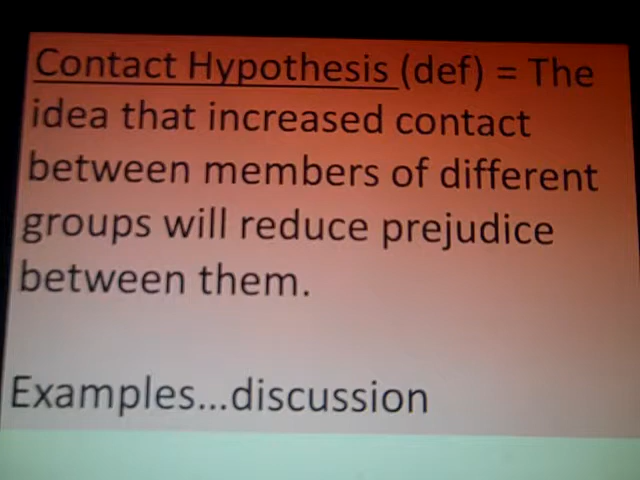 Contact Hypothesis (def) = The
idea that increased contact
between members of different
groups will reduce prejudice
between them.
Examples...discussion